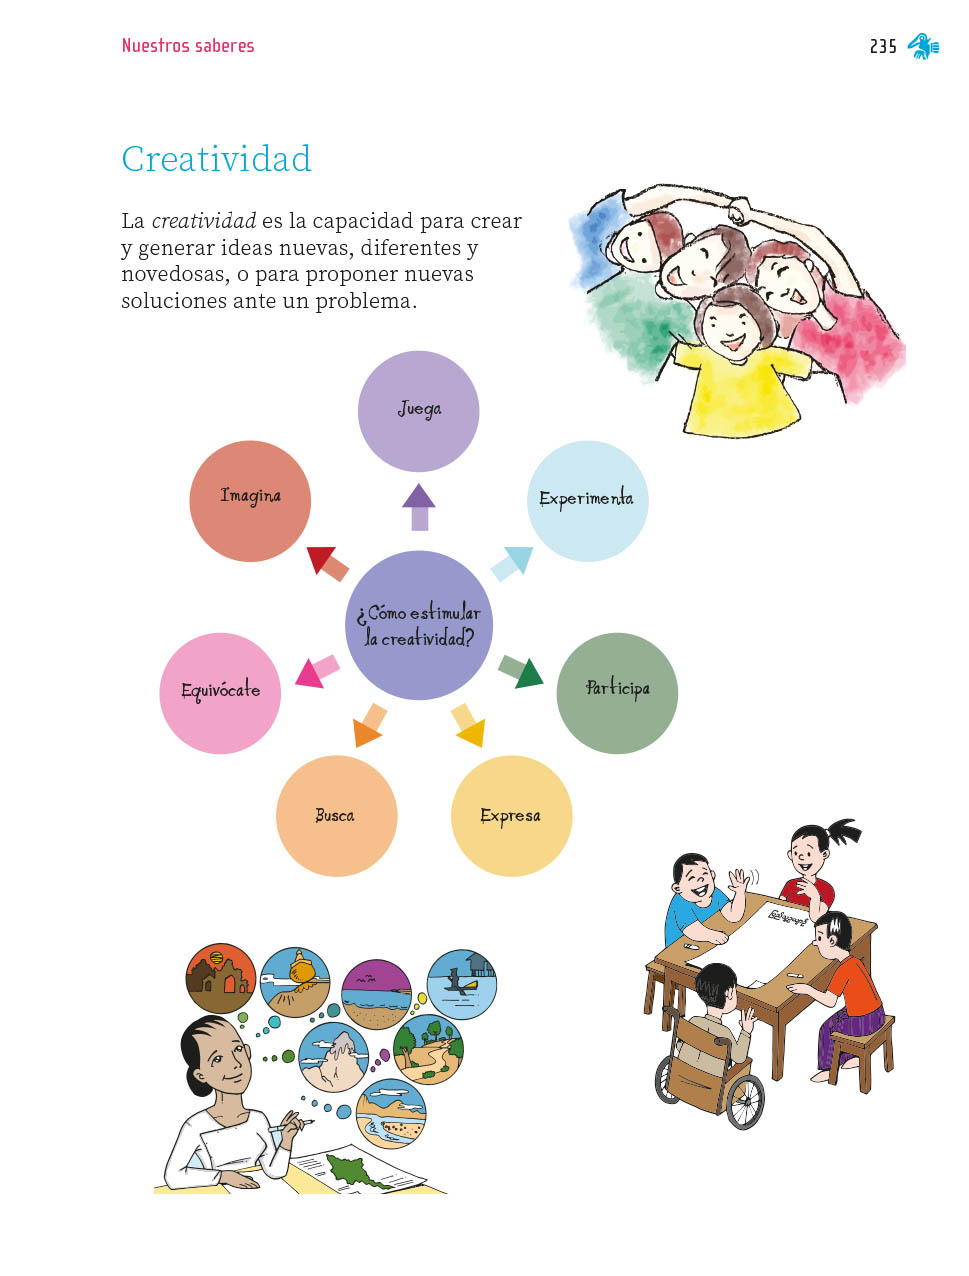 Nuestros saberes
235
Creatividad
La creatividad es la capacidad para crear
y generar ideas nuevas, diferentes y
novedosas, o para proponer nuevas
soluciones ante un problema.
Juega
Imagina
Experimenta
¿Cómo estimular
la creatividad?
Equivócate
Participa
Busca
Expresa